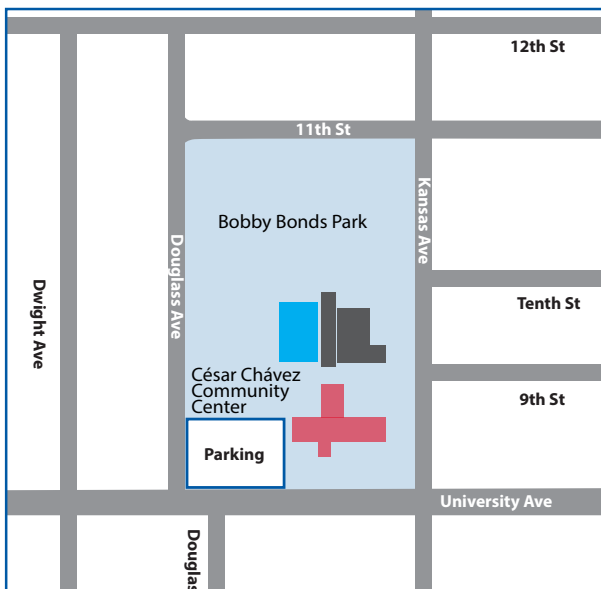 12th St
11th St
Kansas Ave
Bobby Bonds Park
Douglass Ave
Dwight Ave
Tenth St
César Chávez
Community
Center
9th St
Parking
University Ave
Douglas